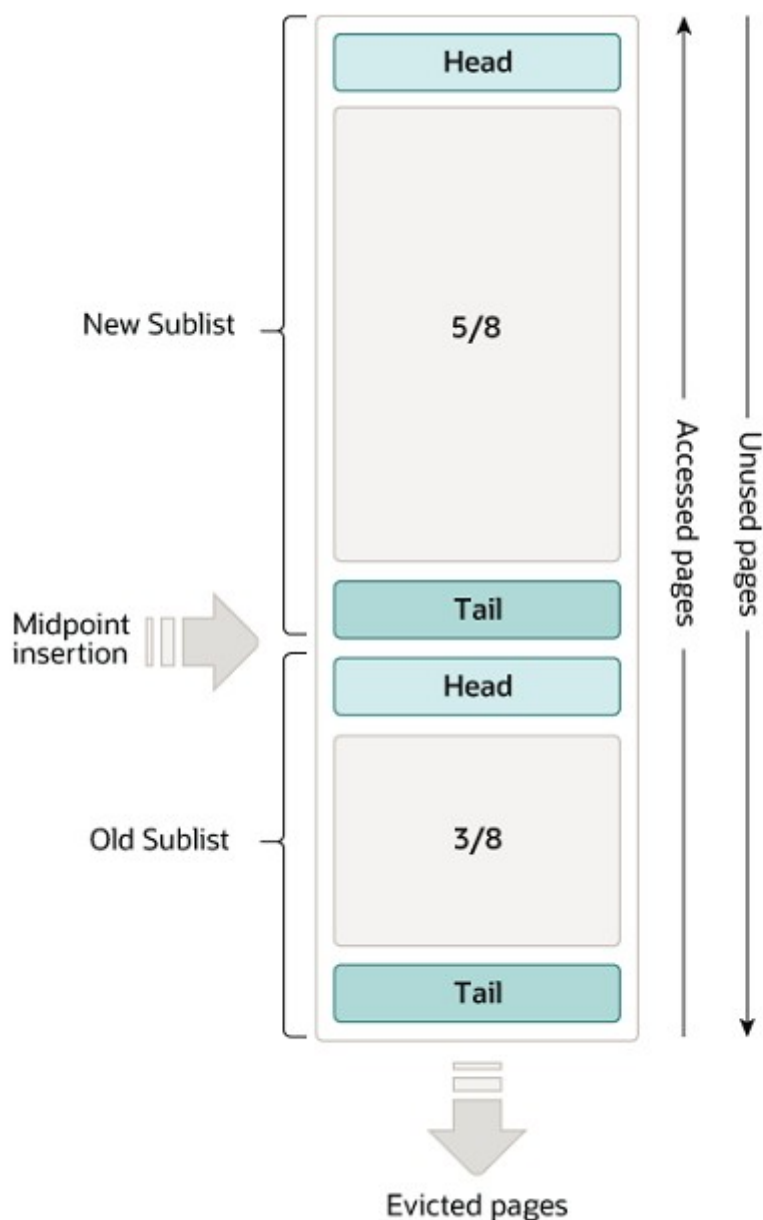 Head
New Sublist
5/8
Accessed pages
Unused pages
Tail
Midpoint
insertion
Head
Old Sublist
3/8
Tail
Evicted pages